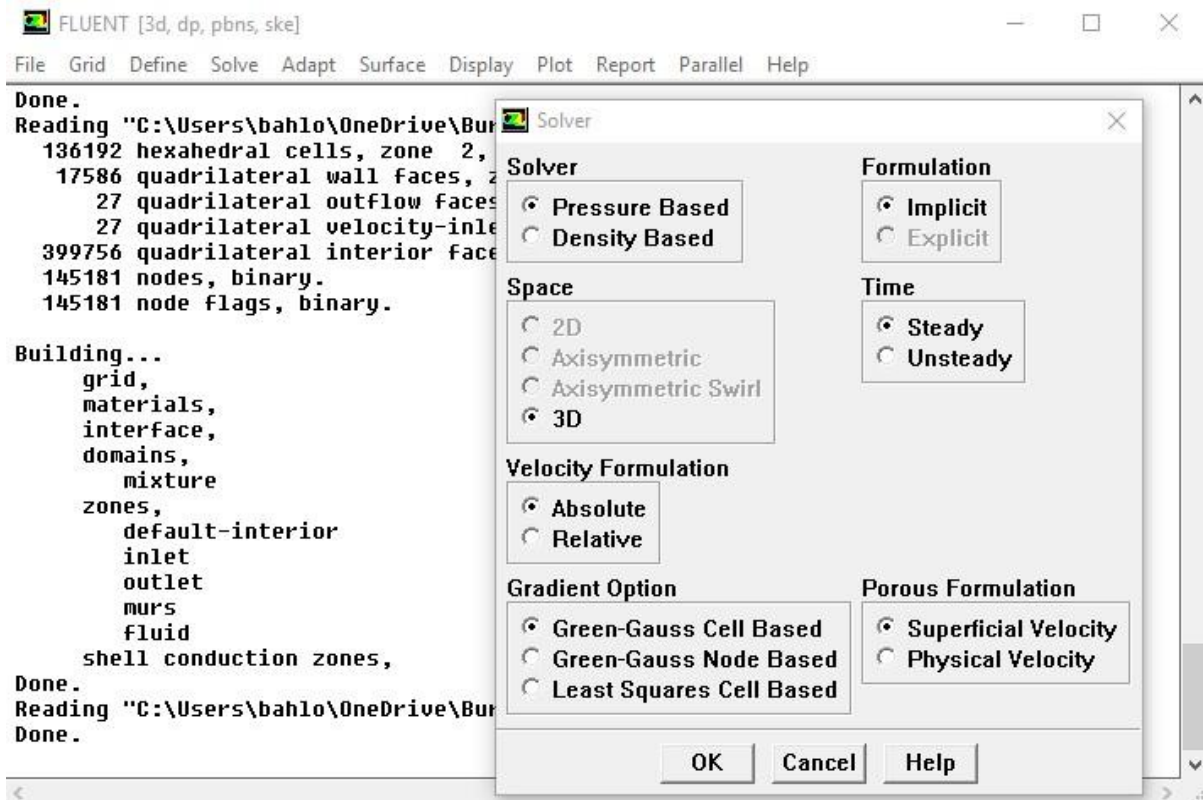 FLUENT [3d, dp, pbns, ske]
File Grid Define Solve Adapt Surface Display Plot Report Parallel Help
Done.
Reading "C:\Users\bahlo\OneDrive\Bur
136192 hexahedral cells, zone 2,
17586 quadrilateral wall faces, z
27 quadrilateral outflow faces
27 quadrilateral velocity-inle
399756 quadrilateral interior face
145181 nodes, binary.
145181 node flags, binary.
Building...
grid,
materials,
interface,
domains,
mixture
zones,
default-interior
inlet
outlet
murs
fluid
shell conduction zones,
Done.
Reading "C:\Users\bahlo\OneDrive\Bur
Done.
Solver
Solver
Pressure Based
Density Based
Formulation
Implicit
Explicit
Space
2D
Axisymmetric
Axisymmetric Swirl
3D
Time
Steady
Unsteady
Velocity Formulation
Absolute
Relative
Gradient Option
Green-Gauss Cell Based
Green-Gauss Node Based
Least Squares Cell Based
Porous Formulation
Superficial Velocity
Physical Velocity
OK Cancel Help